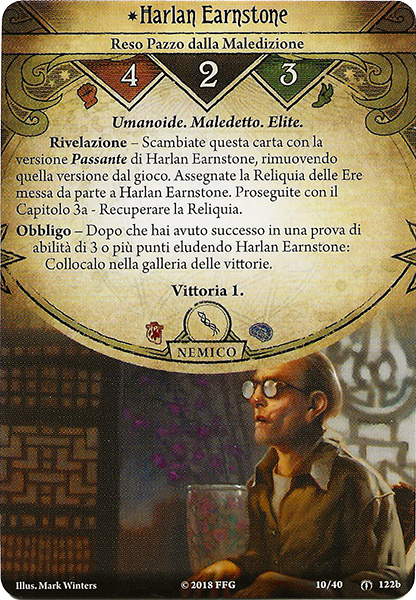 Harlan Earnstone
Reso Pazzo dalla Maledizione
4 2 3
Umanoide. Maledetto. Elite.
Rivelazione – Scambiate questa carta con la
versione Passante di Harlan Earnstone, rimuovendo
quella versione dal gioco. Assegnate la Reliquia delle Ere
messa da parte a Harlan Earnstone. Proseguite con il
Capitolo 3a - Recuperare la Reliquia.
Obbligo – Dopo che hai avuto successo in una prova di
abilità di 3 o più punti eludendo Harlan Earnstone:
Collocalo nella galleria delle vittorie.
Vittoria 1.
NEMICO
Illus. Mark Winters © 2018 FFG 10/40 122b